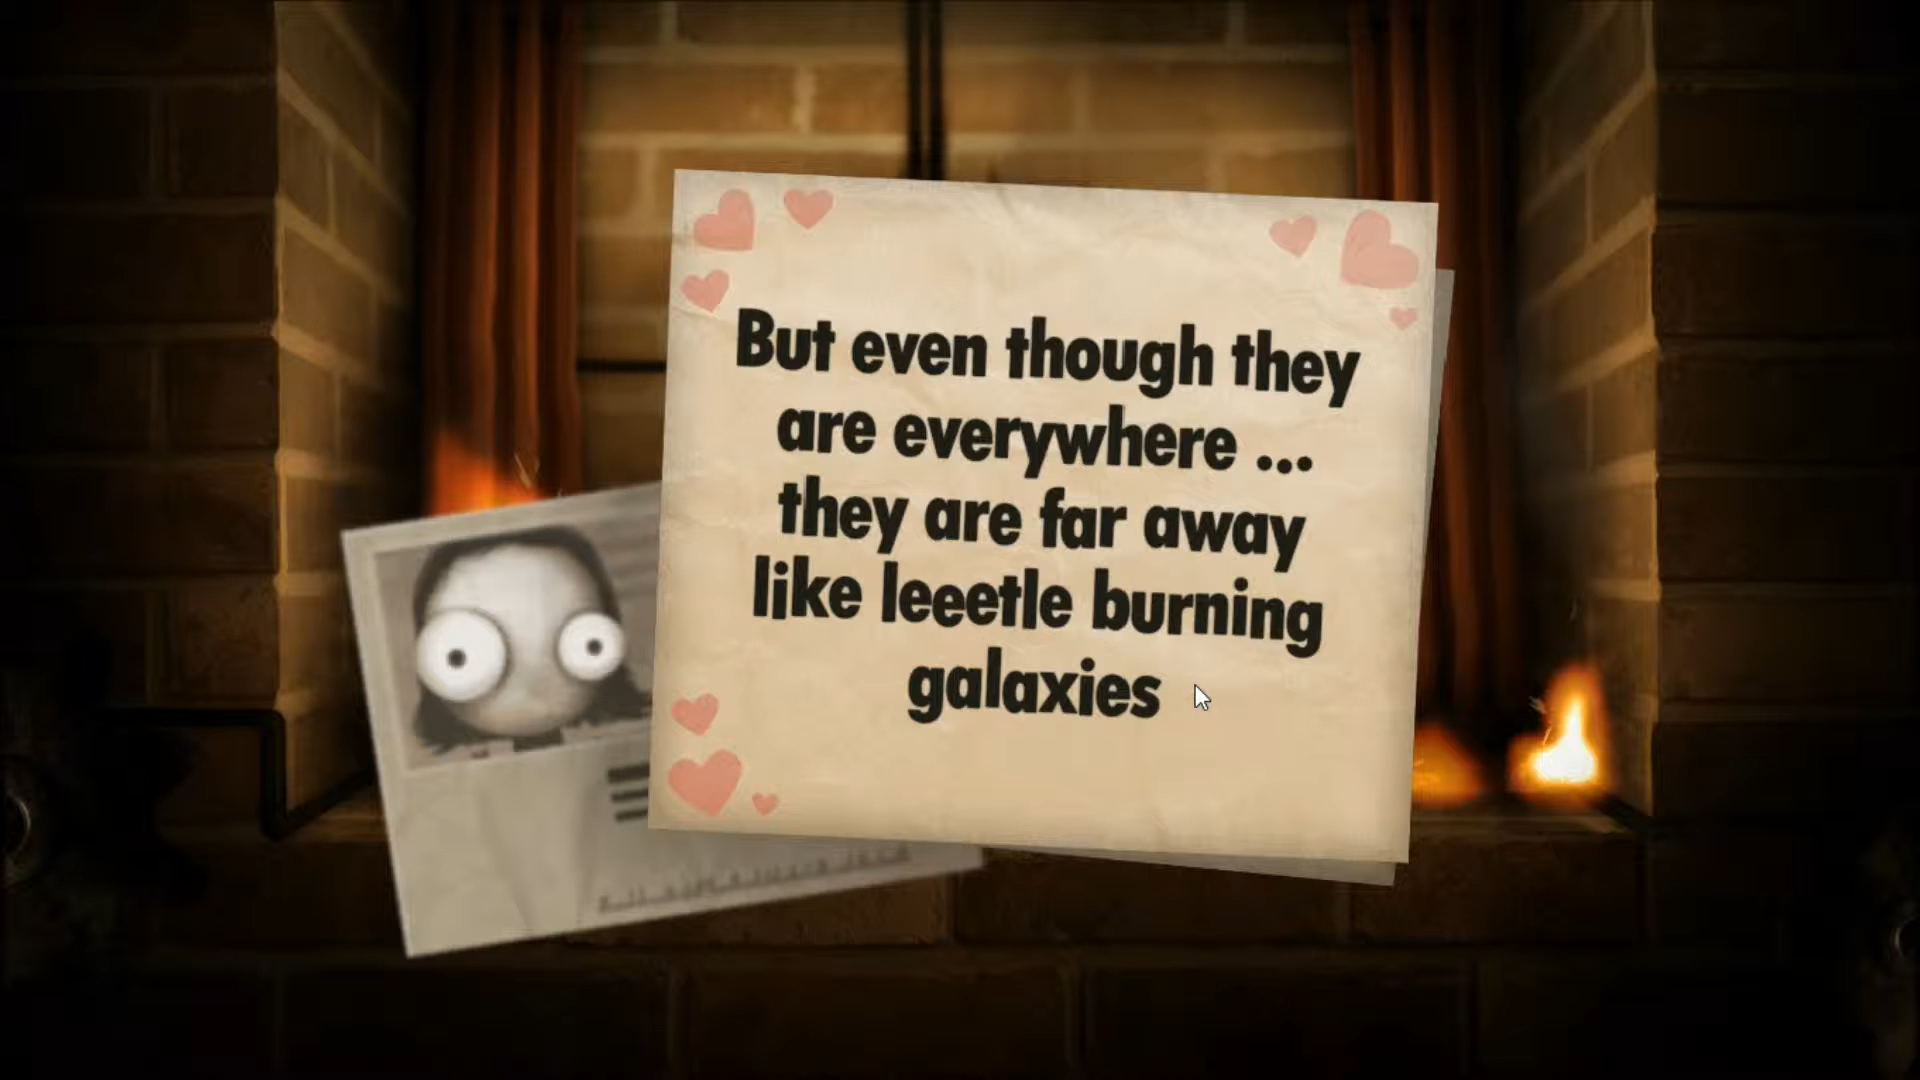 But even though they
are everywhere ...
they are far away
like leeetle burning
galaxies